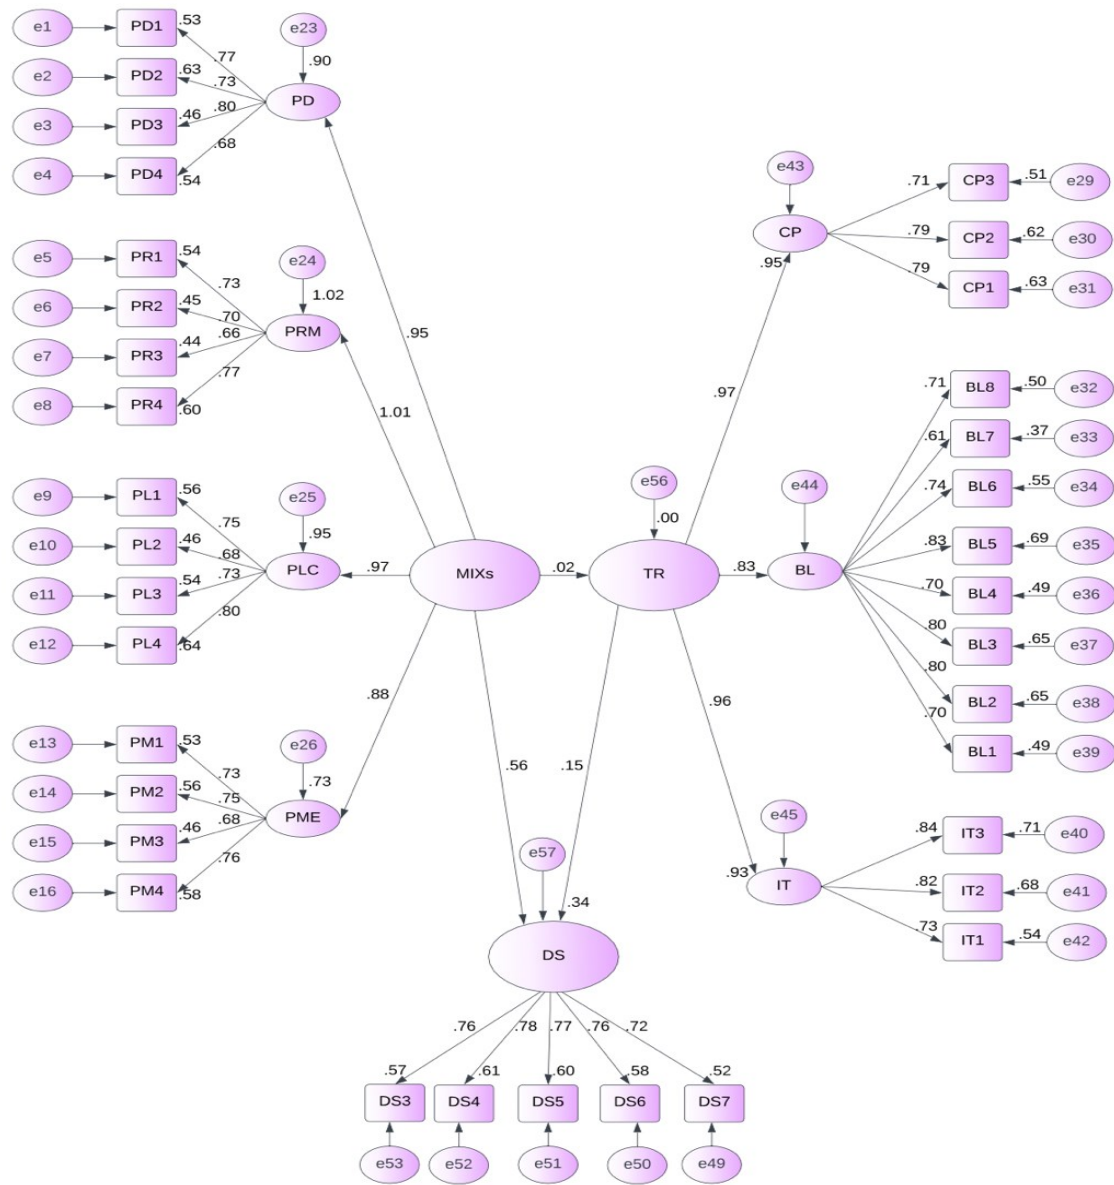 e1 PD1 .53
.77
e2 PD2 .63
.73
e3 PD3 .46 .80
.68
e4 PD4 .54
e23
.90
PD
e5 PR1 .54
.73
e6 PR2 .45
.70
e7 PR3 .44 .66
.77
e8 PR4 .60
e24
1.02
PRM
e9 PL1 .56
.75
e10 PL2 .46
.68
e11 PL3 .54 .73
.80
e12 PL4 .64
e25
.95
PLC
e13 PM1 .53
.73
e14 PM2 .56
.75
e15 PM3 .46 .68
.76
e16 PM4 .58
e26
.73
PME
.95
1.01
.97
.88
MIXs
.02
.56
e56
.00
TR
.97
.83
.96
.15
e43
CP
.95
.71 CP3 .51 e29
.79 CP2 .62 e30
.79 CP1 .63 e31
e44
BL
.71 BL8 .50 e32
.61 BL7 .37 e33
.74 BL6 .55 e34
.83 BL5 .69 e35
.70 BL4 .49 e36
.80 BL3 .65 e37
.80 BL2 .65 e38
.70 BL1 .49 e39
e45
.93 IT
.84 IT3 .71 e40
.82 IT2 .68 e41
.73 IT1 .54 e42
e57
.34
DS
.76 .78 .77 .76 .72
.57 .61 .60 .58 .52
DS3 DS4 DS5 DS6 DS7
e53 e52 e51 e50 e49